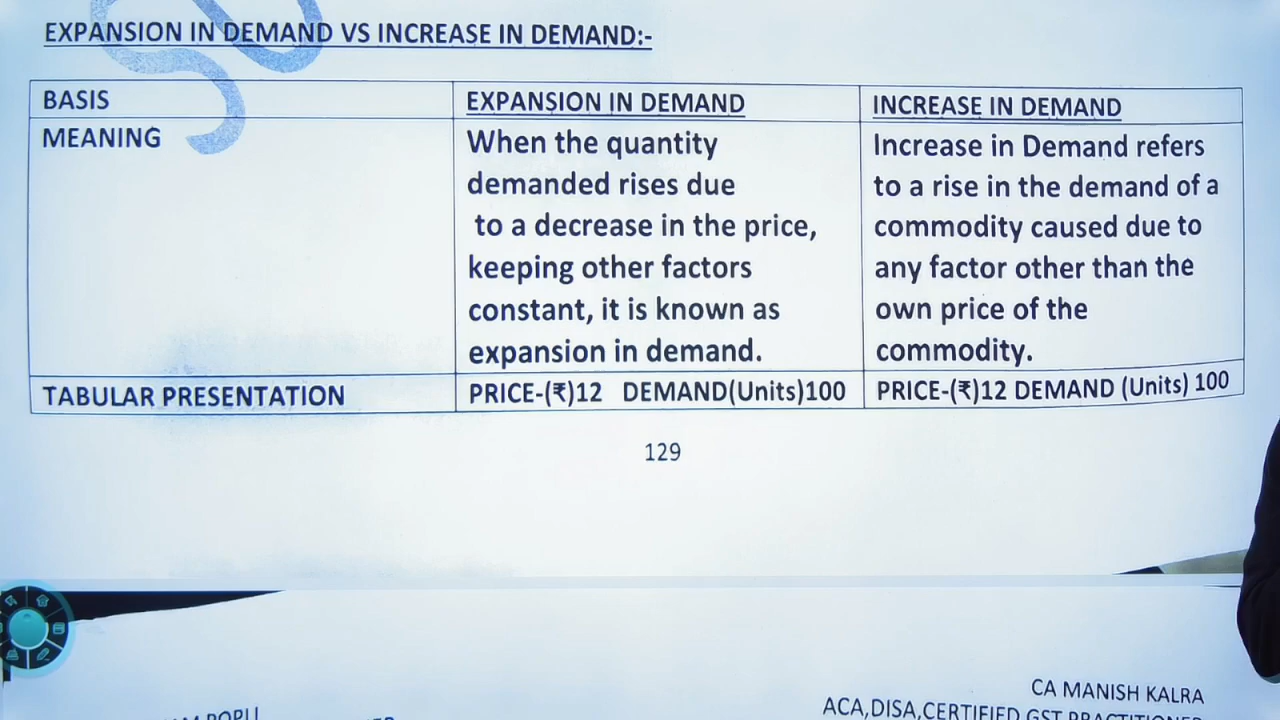 EXPANSION IN DEMAND VS INCREASE IN DEMAND:-
BASIS
EXPANSION IN DEMAND
INCREASE IN DEMAND
MEANING
When the quantity
demanded rises due
to a decrease in the price,
keeping other factors
constant, it is known as
expansion in demand.
Increase in Demand refers
to a rise in the demand of a
commodity caused due to
any factor other than the
own price of the
commodity.
TABULAR PRESENTATION
PRICE-(₹)12 DEMAND(Units)100
PRICE-(₹)12 DEMAND (Units) 100
129
CA MANISH KALRA
ACA,DISA,CERTIFIED GST PRACTITIONER